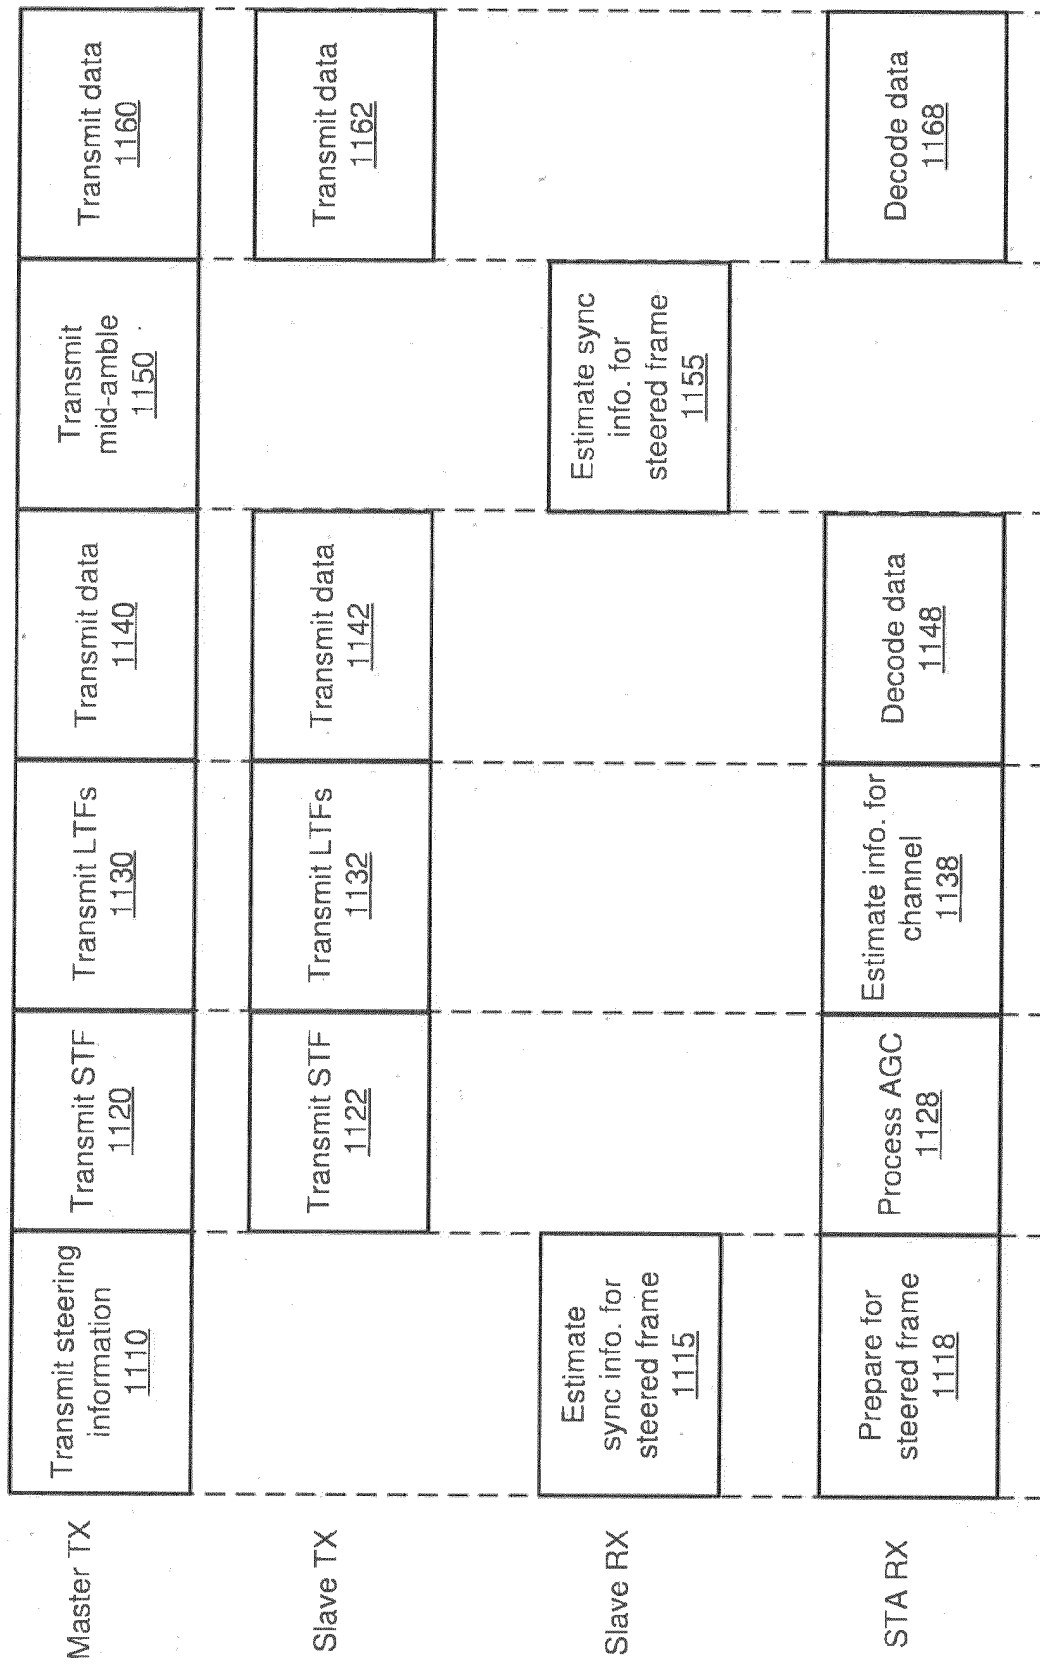 Master TX
Transmit steering
information
1110
Transmit STF
1120
Transmit LTFs
1130
Transmit data
1140
Transmit
mid-amble
1150
Transmit data
1160
Slave TX
Transmit STF
1122
Transmit LTFs
1132
Transmit data
1142
Transmit data
1162
Slave RX
Estimate
sync info. for
steered frame
1115
Estimate sync
info. for
steered frame
1155
STA RX
Prepare for
steered frame
1118
Process AGC
1128
Estimate info. for
channel
1138
Decode data
1148
Decode data
1168